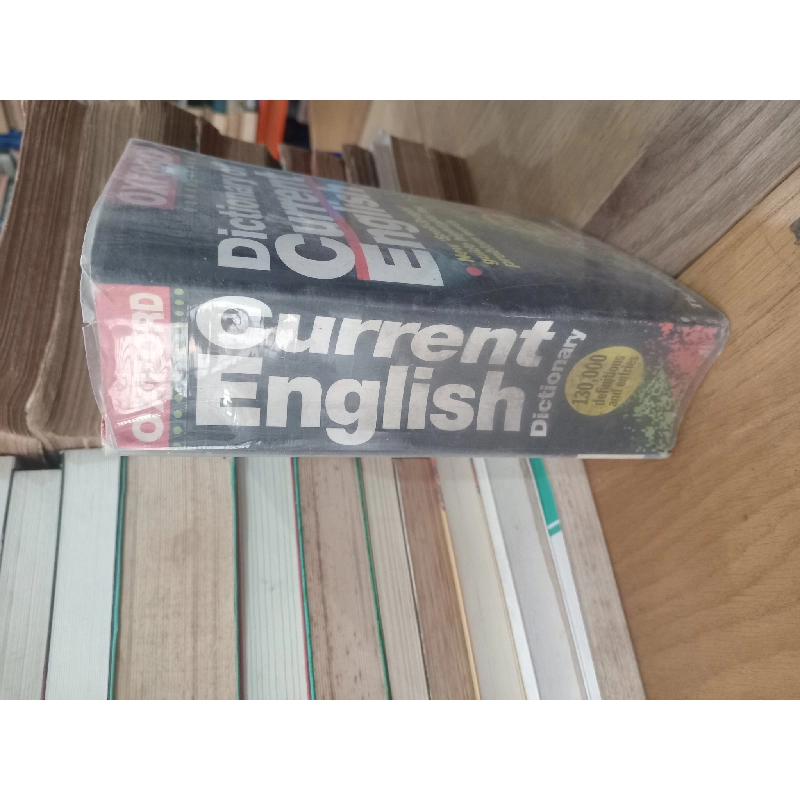 OXFORD
Dictionary of
Current
English
OXFORD
Current
English
Dictionary
130,000
definitions
and entries